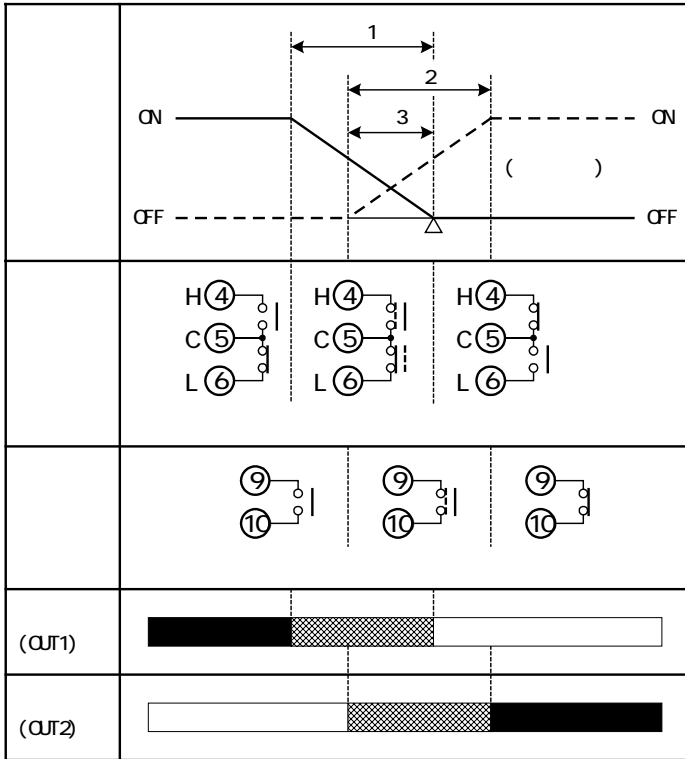 1
2
ON 3 ON
( )
OFF OFF
H④ H④ H④
C⑤ C⑤ C⑤
L⑥ L⑥ L⑥
⑨ ⑨ ⑨
⑩ ⑩ ⑩
(OUT1)
(OUT2)